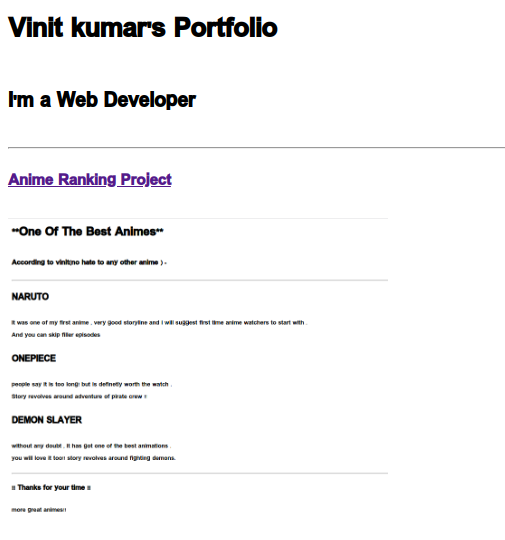 Vinit kumar's Portfolio
I'm a Web Developer
Anime Ranking Project
**One Of The Best Animes**
According to vinit(no hate to any other anime ) -
NARUTO
It was one of my first anime , very good storyline and i will suggest first time anime watchers to start with .
And you can skip filler episodes
ONEPIECE
people say it is too long! but is definetly worth the watch .
Story revolves around adventure of pirate crew !!
DEMON SLAYER
without any doubt . it has got one of the best animations .
you will love it too!! story revolves around fighting demons.
Thanks for your time
more great animes!!